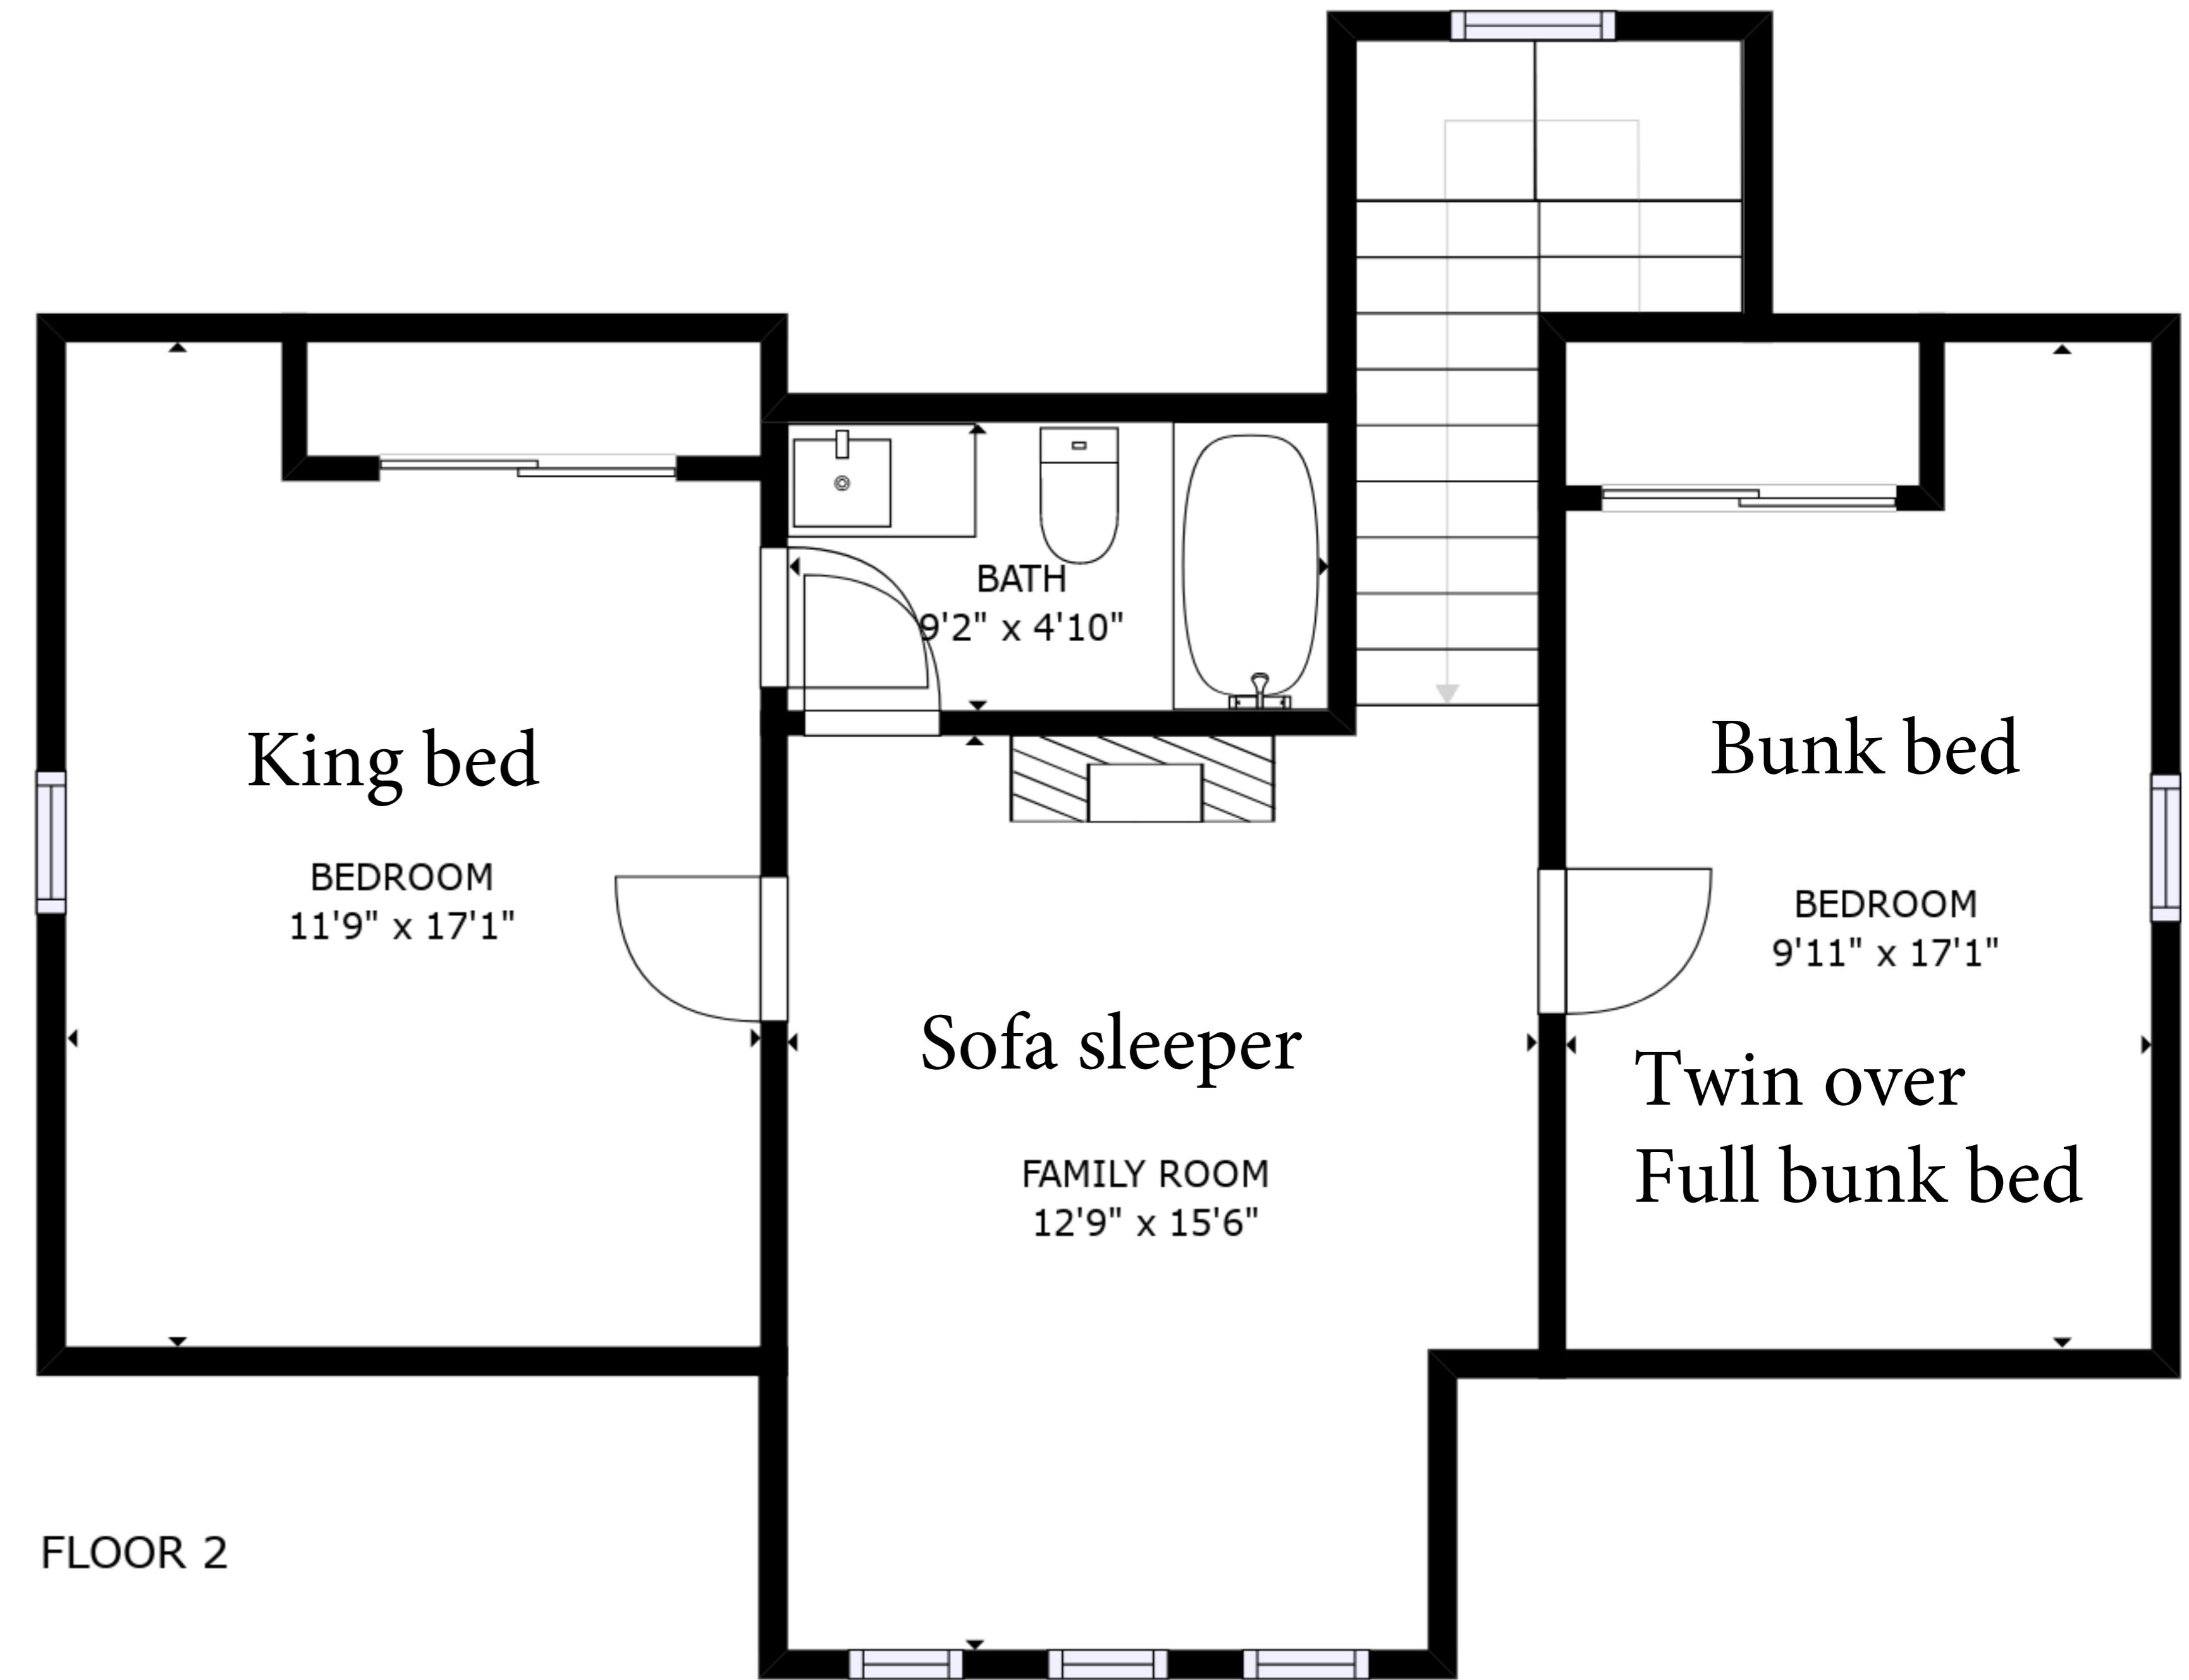 BATH
9'2" x 4'10"
King bed
BEDROOM
11'9" x 17'1"
Sofa sleeper
FAMILY ROOM
12'9" x 15'6"
Bunk bed
BEDROOM
9'11" x 17'1"
Twin over
Full bunk bed
FLOOR 2